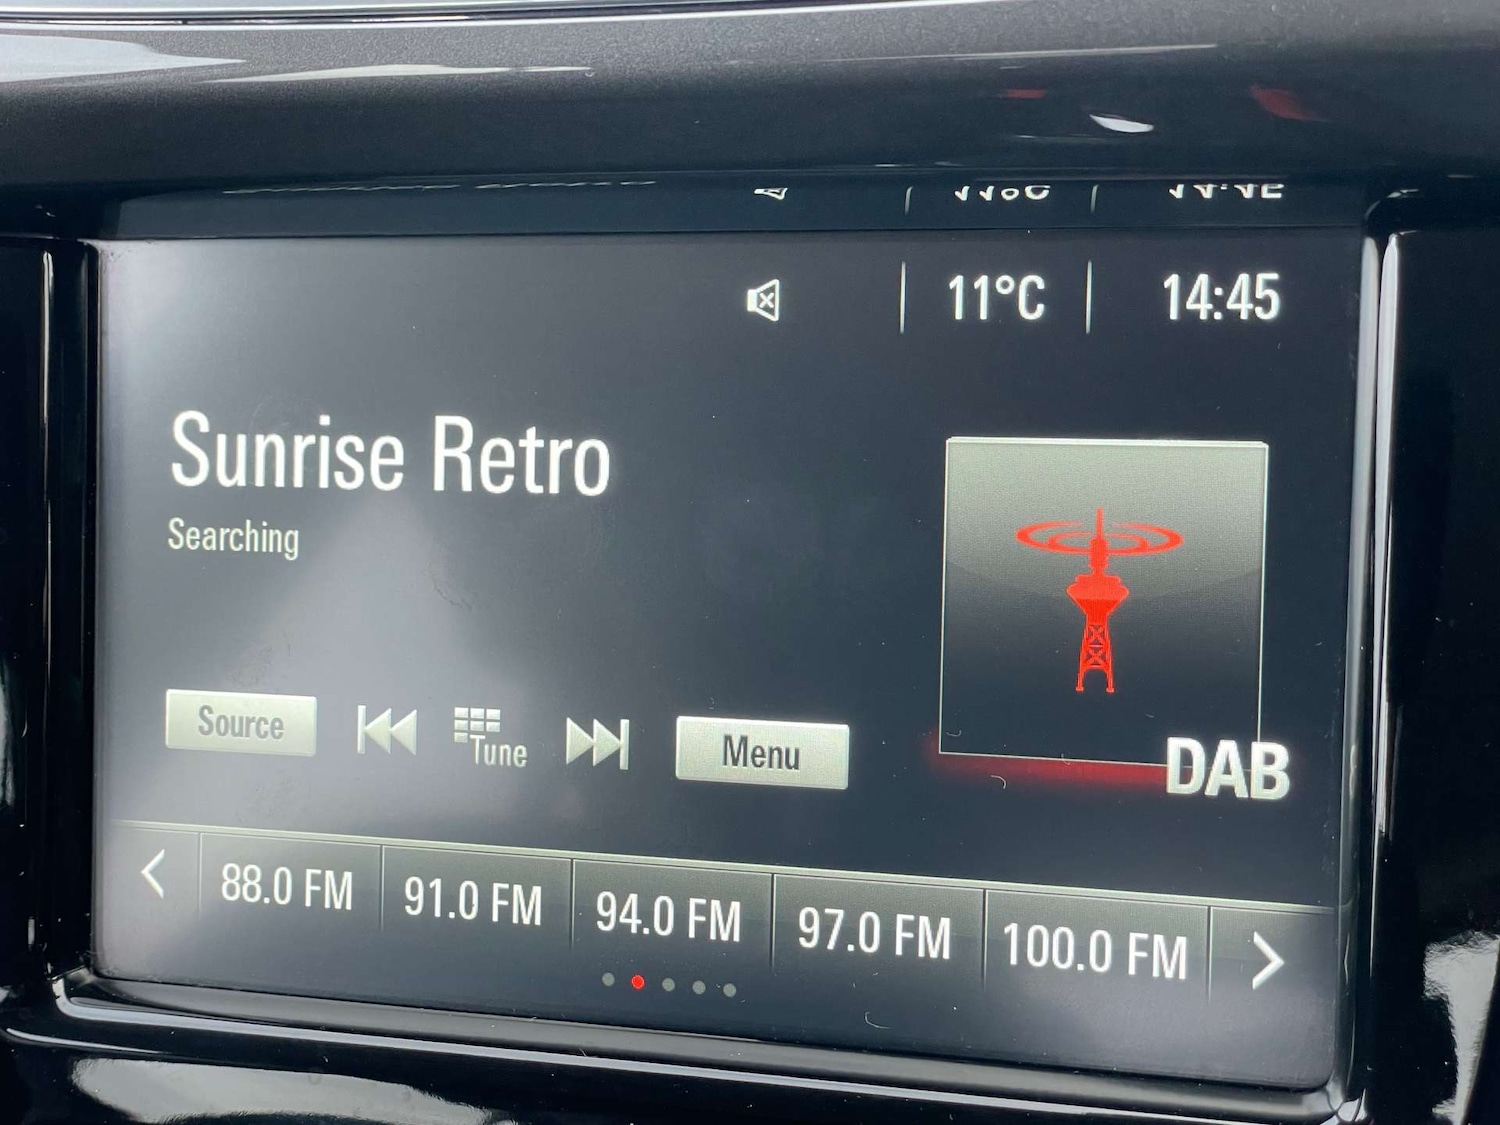 11°C 14:45
Sunrise Retro
Searching
Source Tune Menu
DAB
88.0 FM 91.0 FM 94.0 FM 97.0 FM 100.0 FM